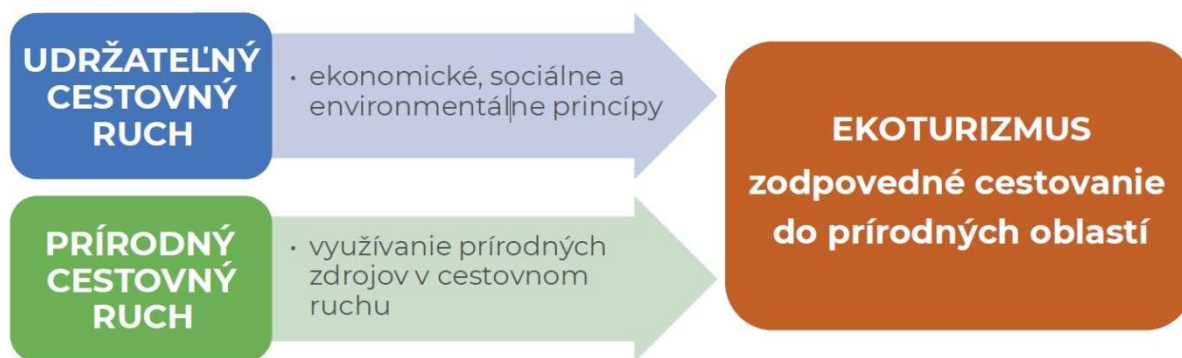 UDRŽATEĽNÝ
CESTOVNÝ
RUCH
• ekonomické, sociálne a
environmentálne princípy
PRÍRODNÝ
CESTOVNÝ
RUCH
• využívanie prírodných
zdrojov v cestovnom
ruchu
EKOTURIZMUS
zodpovedné cestovanie
do prírodných oblastí